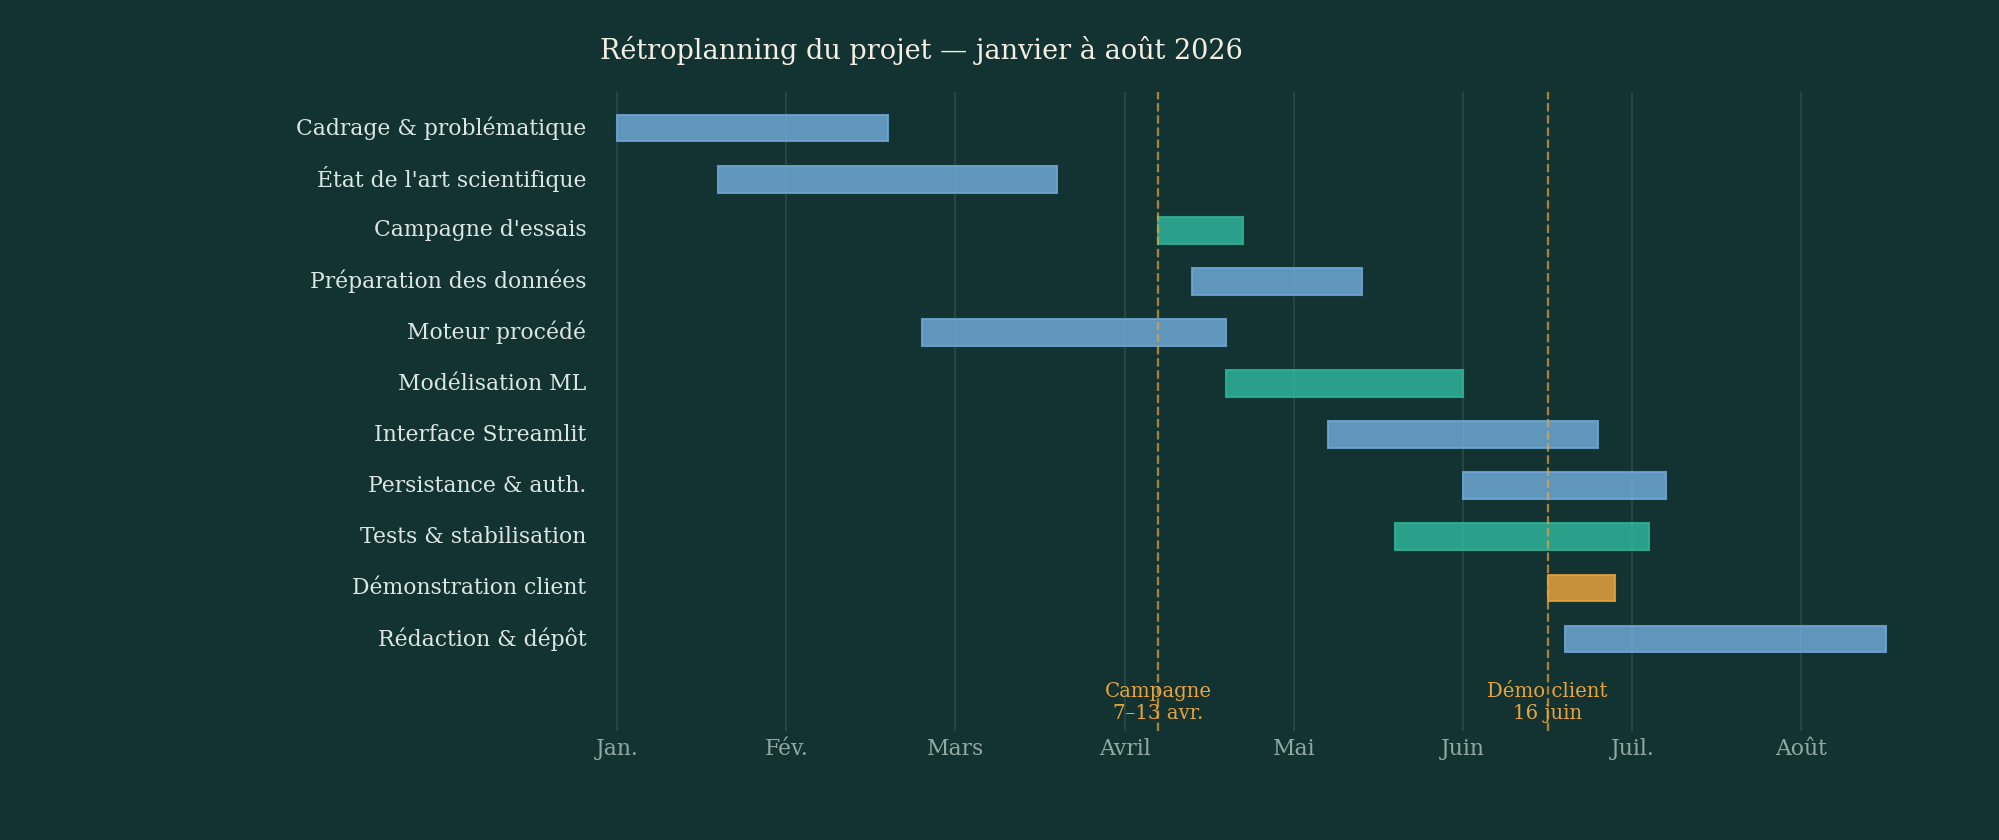 Rétroplanning du projet — janvier à août 2026
Cadrage & problématique
État de l'art scientifique
Campagne d'essais
Préparation des données
Moteur procédé
Modélisation ML
Interface Streamlit
Persistance & auth.
Tests & stabilisation
Démonstration client
Rédaction & dépôt
Campagne
7–13 avr.
Démo client
16 juin
Jan.
Fév.
Mars
Avril
Mai
Juin
Juil.
Août